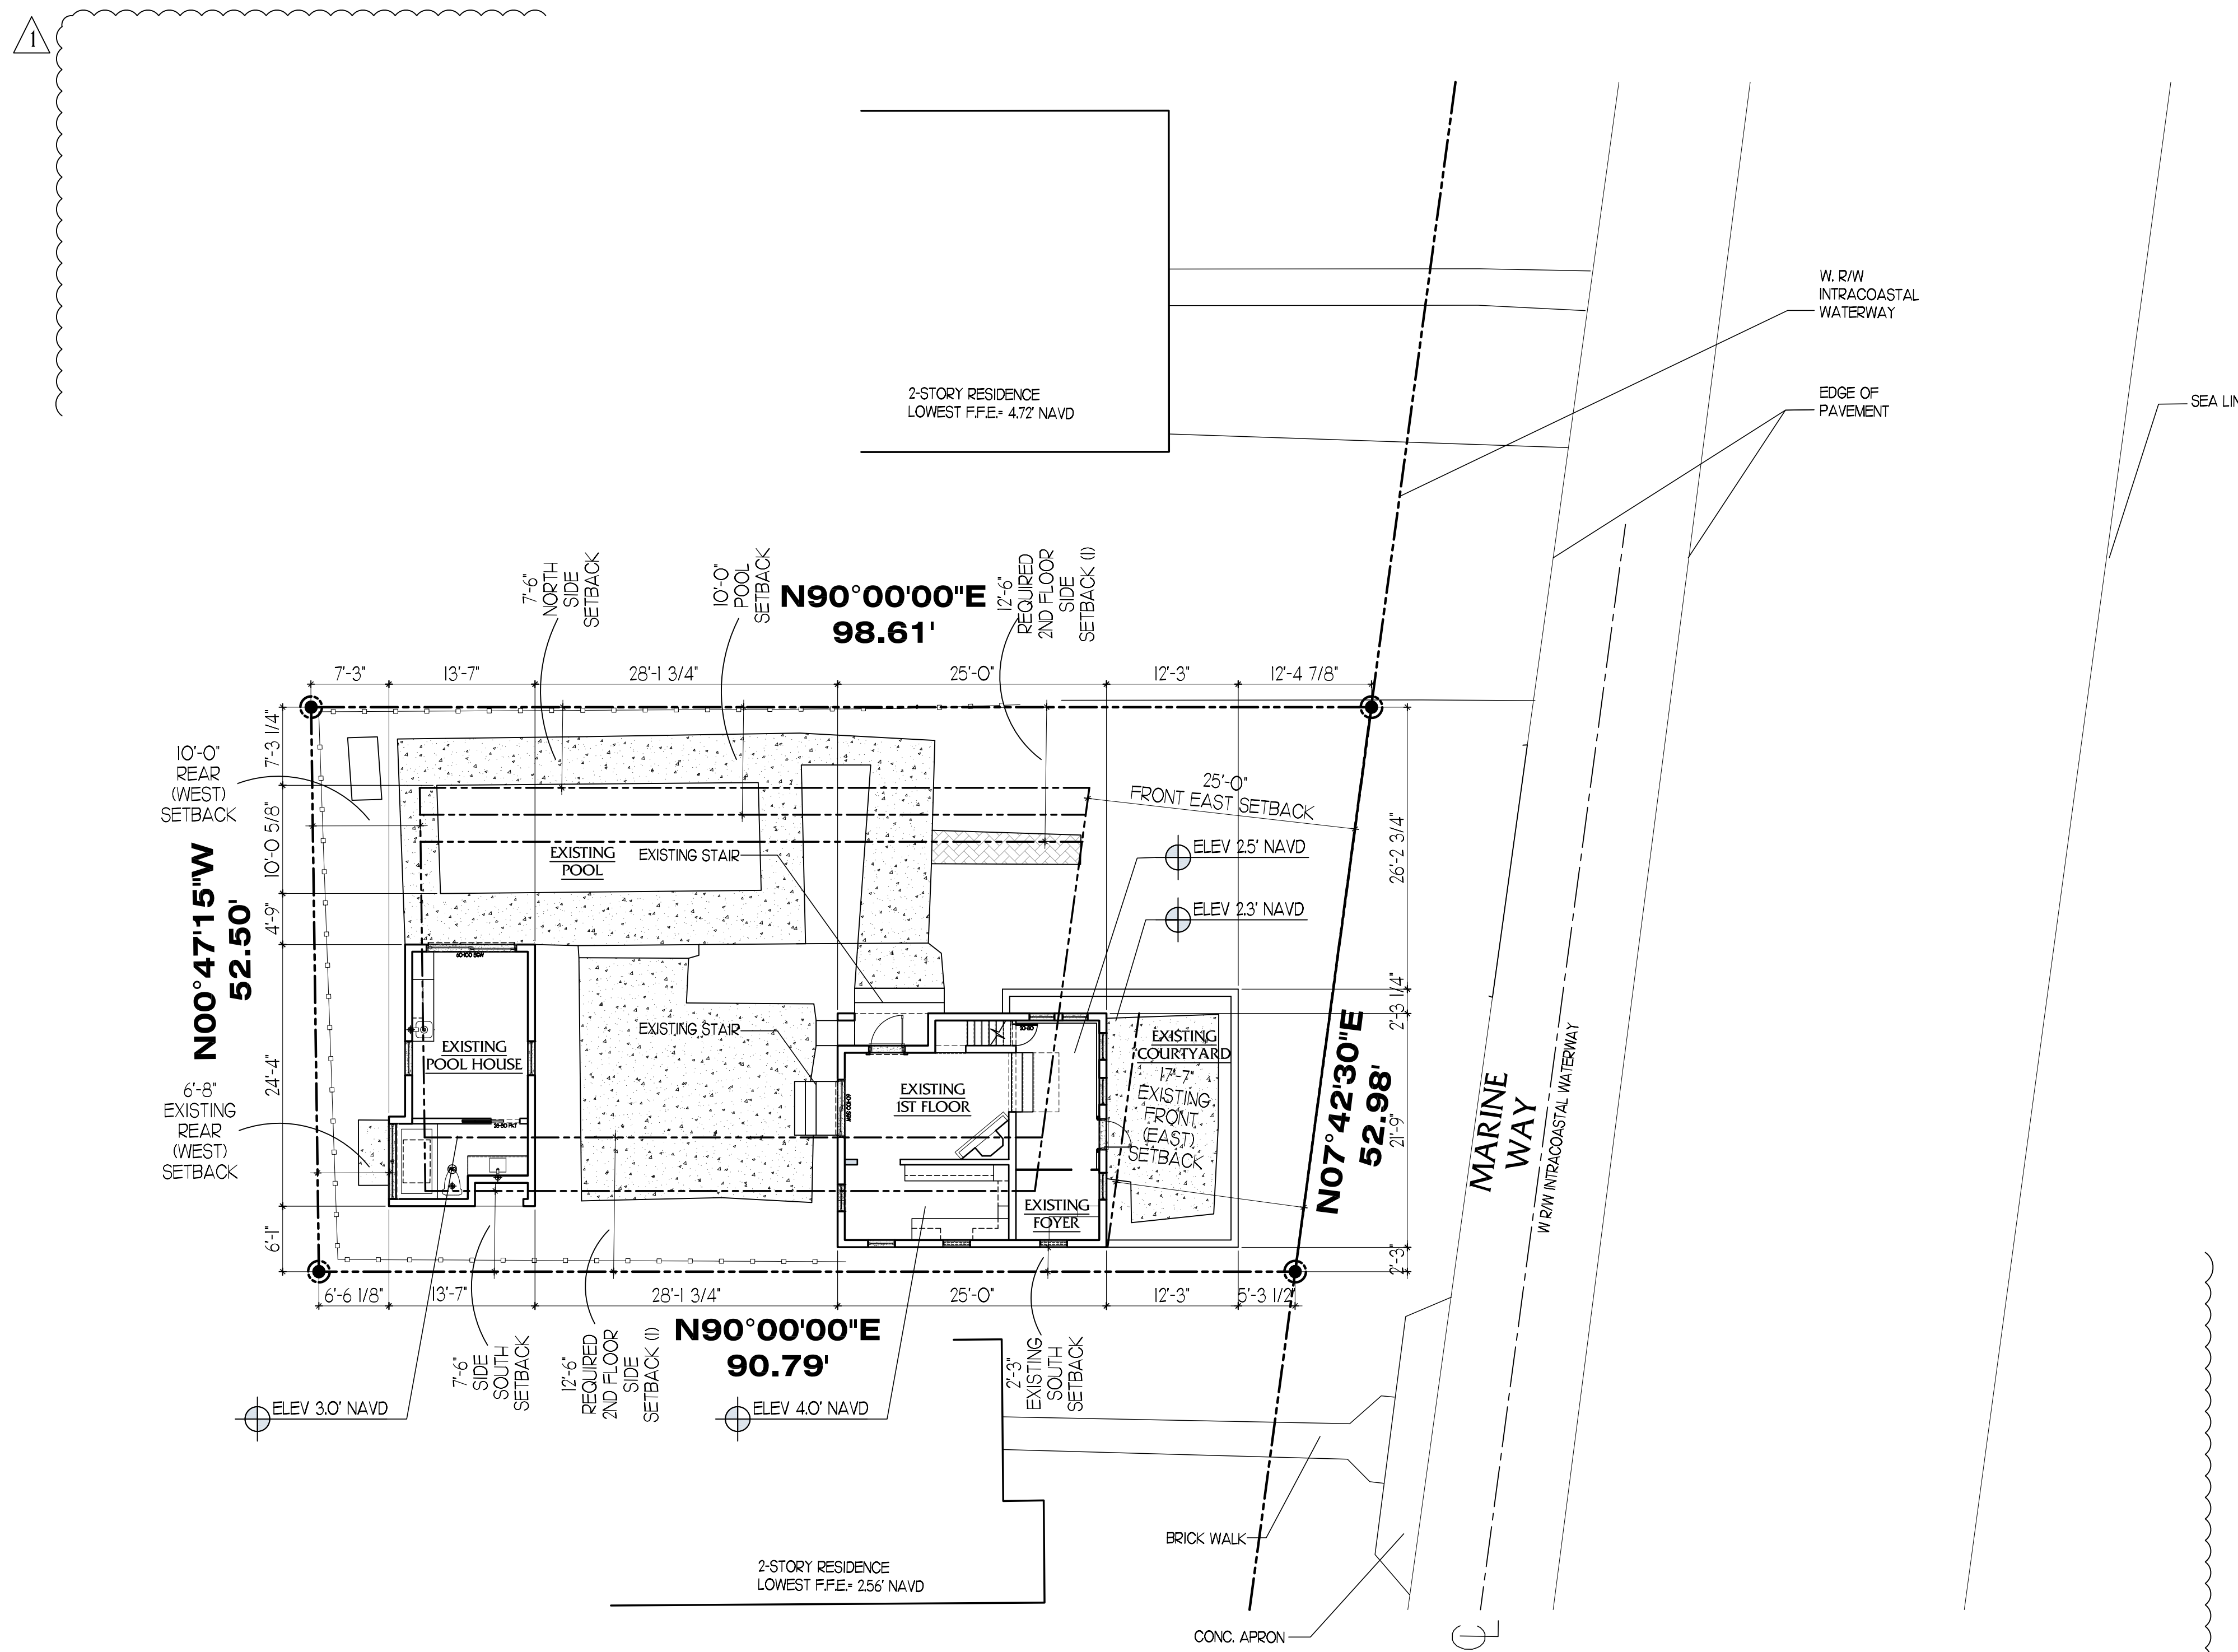 1
W. R/W
INTRACOASTAL
WATERWAY
EDGE OF
PAVEMENT
SEA LIN
2-STORY RESIDENCE
LOWEST F.F.E.= 4.72' NAVD
7'-6"
NORTH
SIDE
SETBACK
10'-0"
POOL
SETBACK
N90°00'00"E
98.61'
12'-6"
REQUIRED
2ND FLOOR
SIDE
SETBACK (1)
7'-3"
13'-7"
28'-1 3/4"
25'-0"
12'-3"
12'-4 7/8"
10'-0"
REAR
(WEST)
SETBACK
7'-3 1/4"
10'-0 5/8"
4'-9"
24'-4"
6'-1"
N00°47'15"W
52.50'
6'-8"
EXISTING
REAR
(WEST)
SETBACK
25'-0"
FRONT EAST SETBACK
EXISTING
POOL
EXISTING STAIR
ELEV 2.5' NAVD
ELEV 2.3' NAVD
26'-2 3/4"
2'-3 1/4"
21'-9"
2'-3"
EXISTING STAIR
EXISTING
POOL HOUSE
EXISTING
1ST FLOOR
EXISTING
COURTYARD
17'-7"
EXISTING
FRONT
(EAST)
SETBACK
EXISTING
FOYER
N07°42'30"E
52.98'
MARINE
WAY
W R/W INTRACOASTAL WATERWAY
6'-6 1/8"
13'-7"
28'-1 3/4"
25'-0"
12'-3"
5'-3 1/2"
7'-6"
SIDE
SOUTH
SETBACK
12'-6"
REQUIRED
2ND FLOOR
SIDE
SETBACK (1)
N90°00'00"E
90.79'
2'-3"
EXISTING
SOUTH
SETBACK
ELEV 3.0' NAVD
ELEV 4.0' NAVD
BRICK WALK
2-STORY RESIDENCE
LOWEST F.F.E.= 2.56' NAVD
CONC. APRON